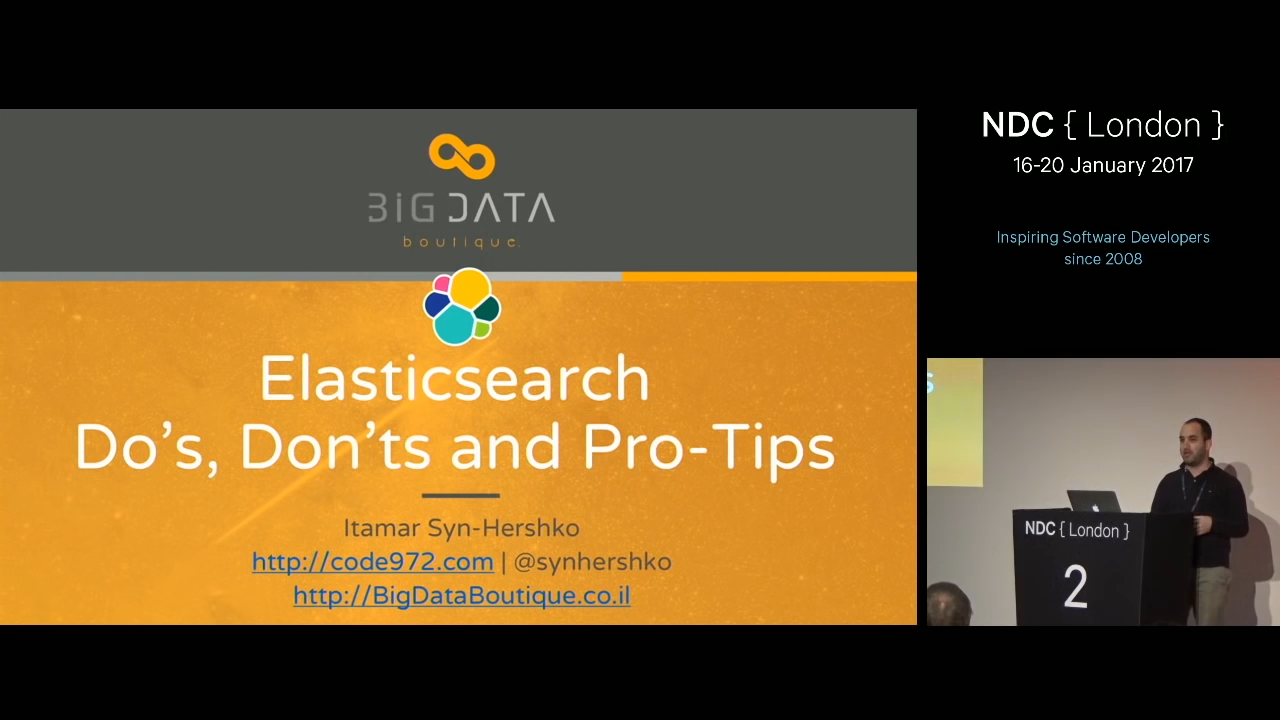 BIG DATA
boutique.
Elasticsearch
Do's, Don'ts and Pro-Tips
Itamar Syn-Hershko
http://code972.com | @synhershko
http://BigDataBoutique.co.il
NDC { London }
16-20 January 2017
Inspiring Software Developers
since 2008
s
NDC { London }
2